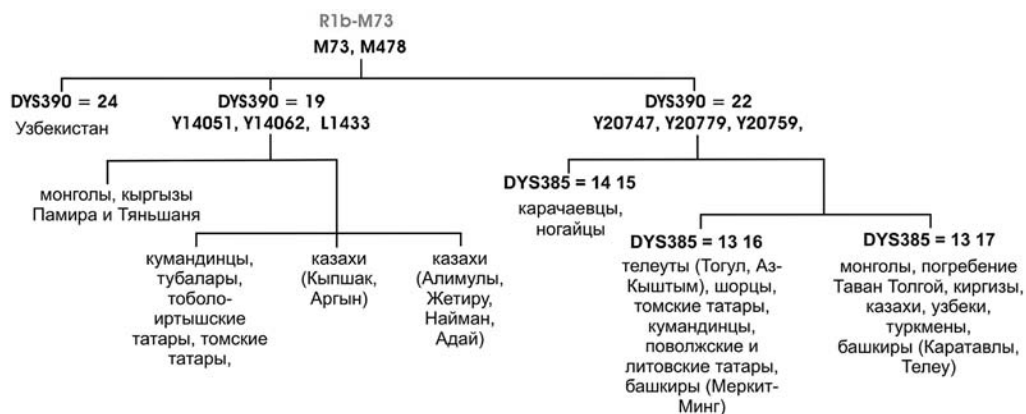 R1b-M73
M73, M478
DYS390 = 24
Узбекистан
DYS390 = 19
Y14051, Y14062, L1433
DYS390 = 22
Y20747, Y20779, Y20759,
монголы, кыргызы
Памира и Тяньшаня
кумандинцы,
тубалары,
тоболо-
иртышские
татары, томские
татары,
казахи
(Кыпшак,
Аргын)
казахи
(Алимулы,
Жетиру,
Найман,
Адай)
DYS385 = 14 15
карачаевцы,
ногайцы
DYS385 = 13 16
телеуты (Тогул, Аз-
Кыштым), шорцы,
томские татары,
кумандинцы,
поволжские и
литовские татары,
башкиры (Меркит-
Минг)
DYS385 = 13 17
монголы, погребение
Таван Толгой, киргизы,
казахи, узбеки,
туркмены,
башкиры (Каратавлы,
Телеу)